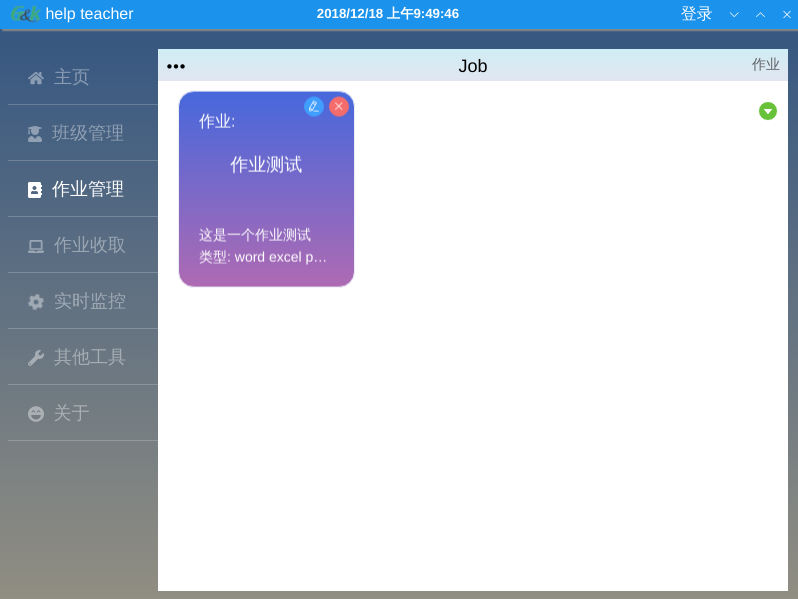 G&K help teacher
2018/12/18 上午9:49:46
登录
主页
班级管理
作业管理
作业收取
实时监控
其他工具
关于
•••
Job
作业
作业:
作业测试
这是一个作业测试
类型: word excel p…